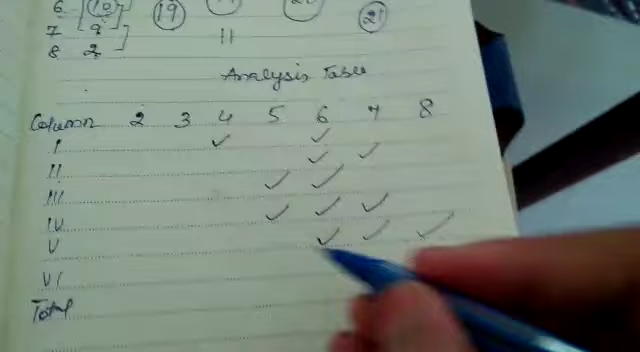 6 10
19 21
7 9 11
8 2
Analysis Table
Column 2 3 4 5 6 7 8
I ✓ ✓
II ✓ ✓
III ✓ ✓
IV ✓ ✓ ✓
V ✓ ✓ ✓
VI
Total